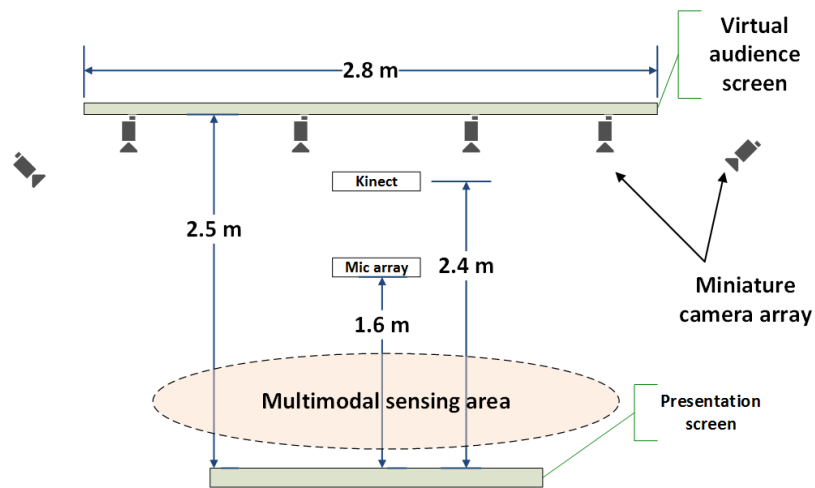 Virtual
audience
screen
2.8 m
Kinect
2.5 m
Mic array
2.4 m
Miniature
camera array
1.6 m
Multimodal sensing area
Presentation
screen